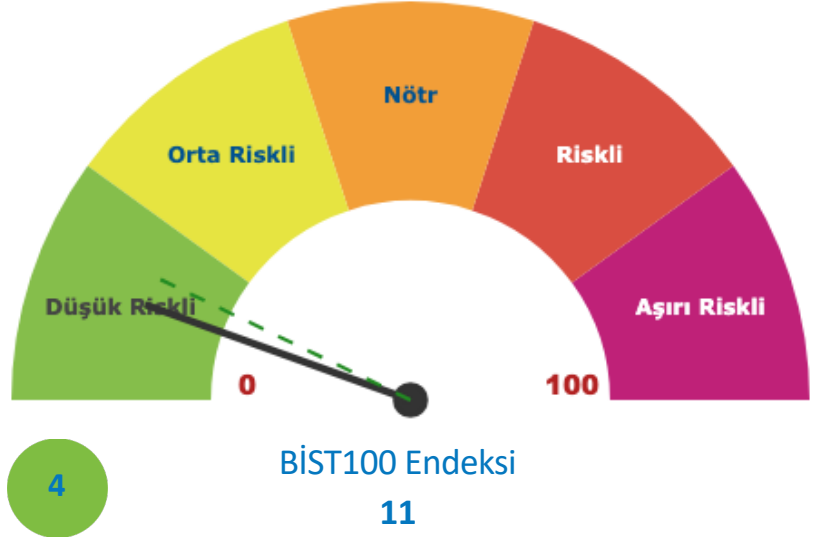 Nötr
Orta Riskli
Riskli
Düşük Riskli
Aşırı Riskli
0
100
BİST100 Endeksi
4
11